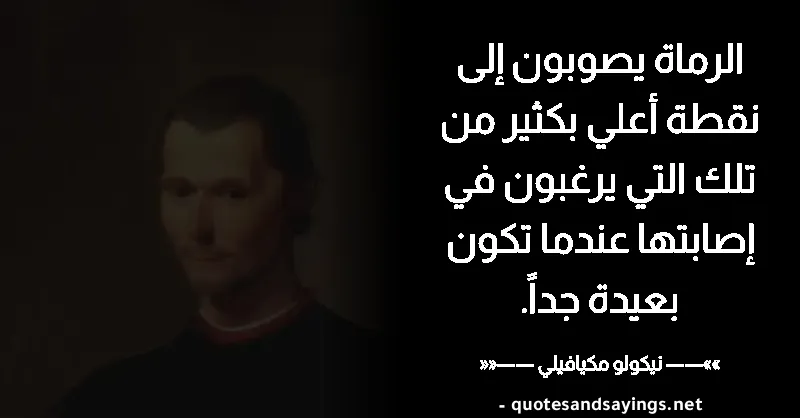 الرماة يصوبون إلى
نقطة أعلي بكثير من
تلك التي يرغبون في
إصابتها عندما تكون
بعيدة جداً.
»»——— نيكولو مكيافيلي ———««
- quotesandsayings.net